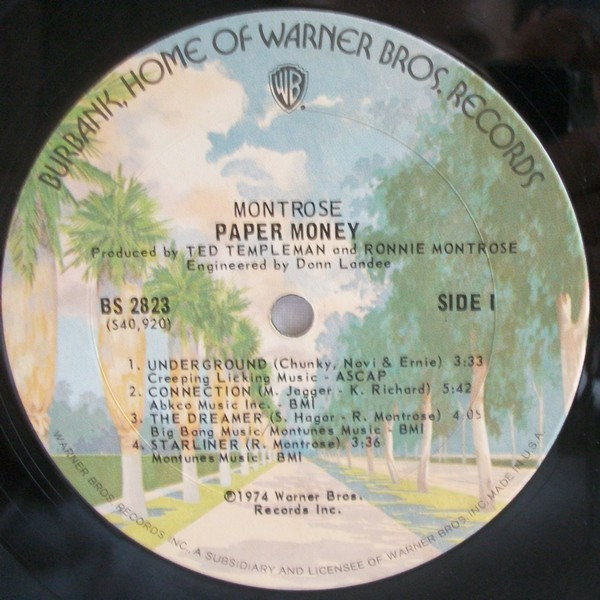 BURBANK, HOME OF WARNER BROS. RECORDS
WB
MONTROSE
PAPER MONEY
Produced by TED TEMPLEMAN and RONNIE MONTROSE
Engineered by Donn Landee
BS 2823
(S40,920)
SIDE 1
1. UNDERGROUND (Chunky, Novi & Ernie) 3:33
Creeping Licking Music - ASCAP
2. CONNECTION (M. Jagger - K. Richard) 5:42
Abkco Music Inc. - BMI
3. THE DREAMER (S. Hagar - R. Montrose) 4:05
Big Bang Music/Montunes Music - BMI
4. STARLINER (R. Montrose) 3:36
Montunes Music - BMI
©1974 Warner Bros.
Records Inc.
WARNER BROS. RECORDS INC., A SUBSIDIARY AND LICENSEE OF WARNER BROS. INC. MADE IN U.S.A.